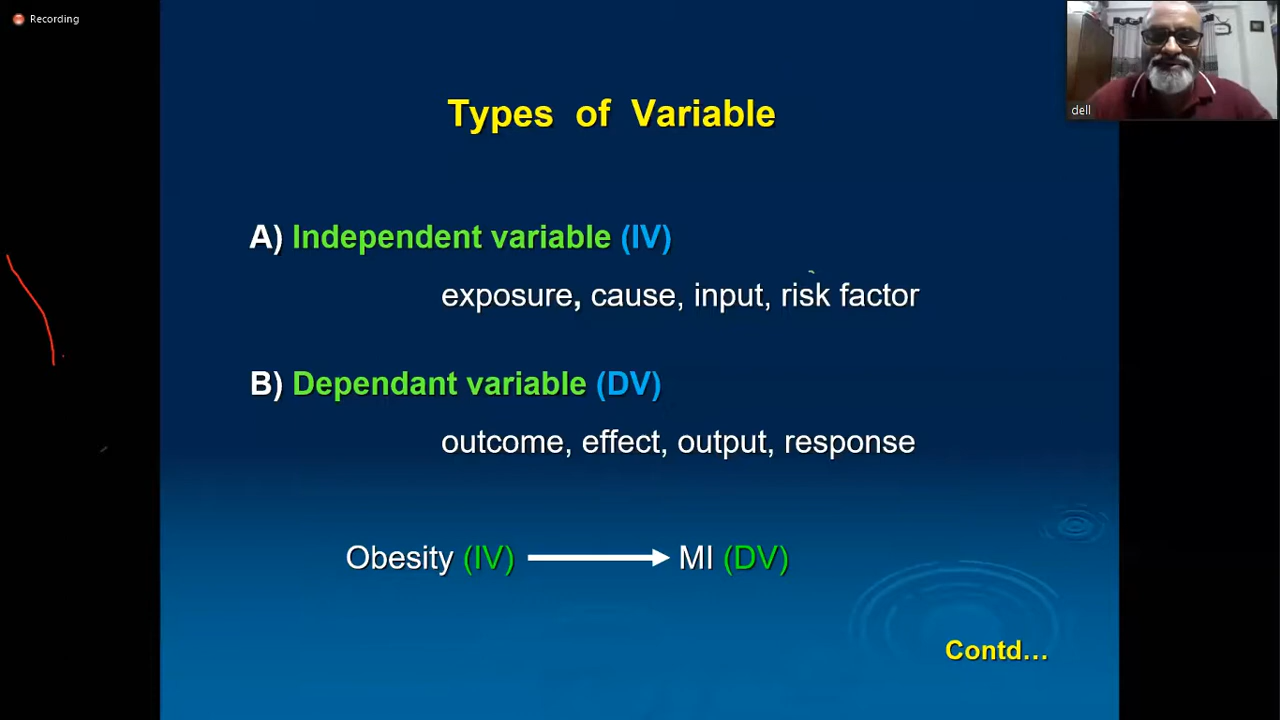 Recording
dell
Types of Variable
A) Independent variable (IV)
exposure, cause, input, risk factor
B) Dependant variable (DV)
outcome, effect, output, response
Obesity (IV) MI (DV)
Contd...